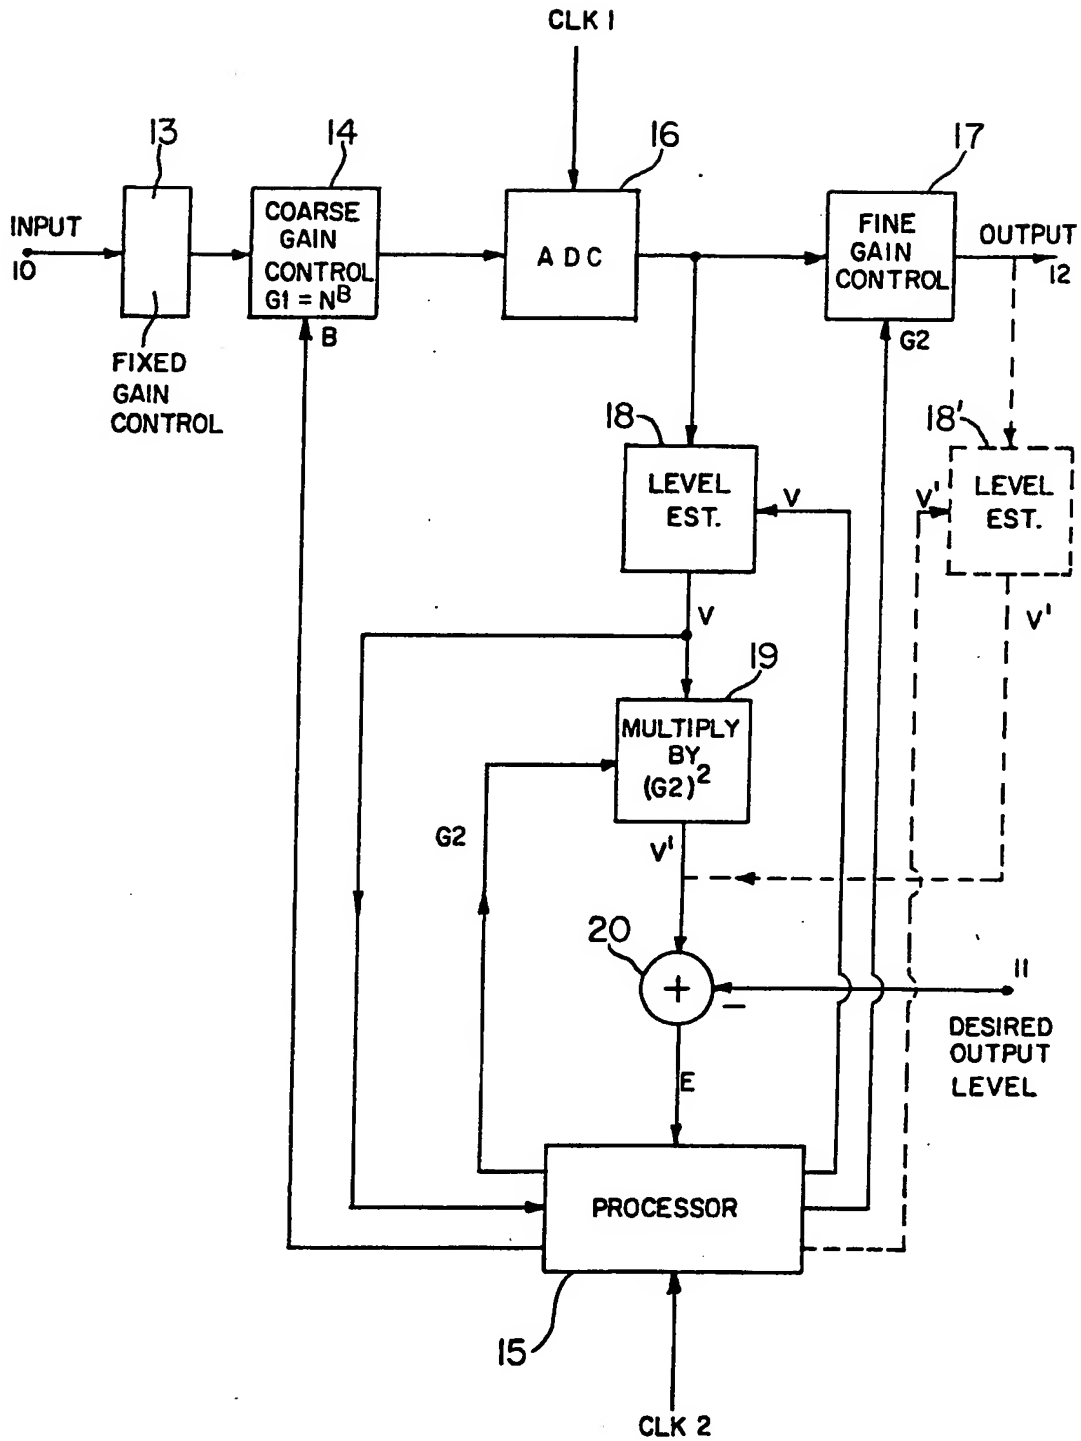 CLK 1
13
14
16
17
INPUT
10
COARSE
GAIN
CONTROL
G1 = N^B
ADC
FINE
GAIN
CONTROL
OUTPUT
12
B
G2
FIXED
GAIN
CONTROL
18
18'
LEVEL
EST.
V
V'
LEVEL
EST.
V
V'
19
MULTIPLY
BY
(G2)^2
G2
V'
20
+
−
11
DESIRED
OUTPUT
LEVEL
E
PROCESSOR
15
CLK 2